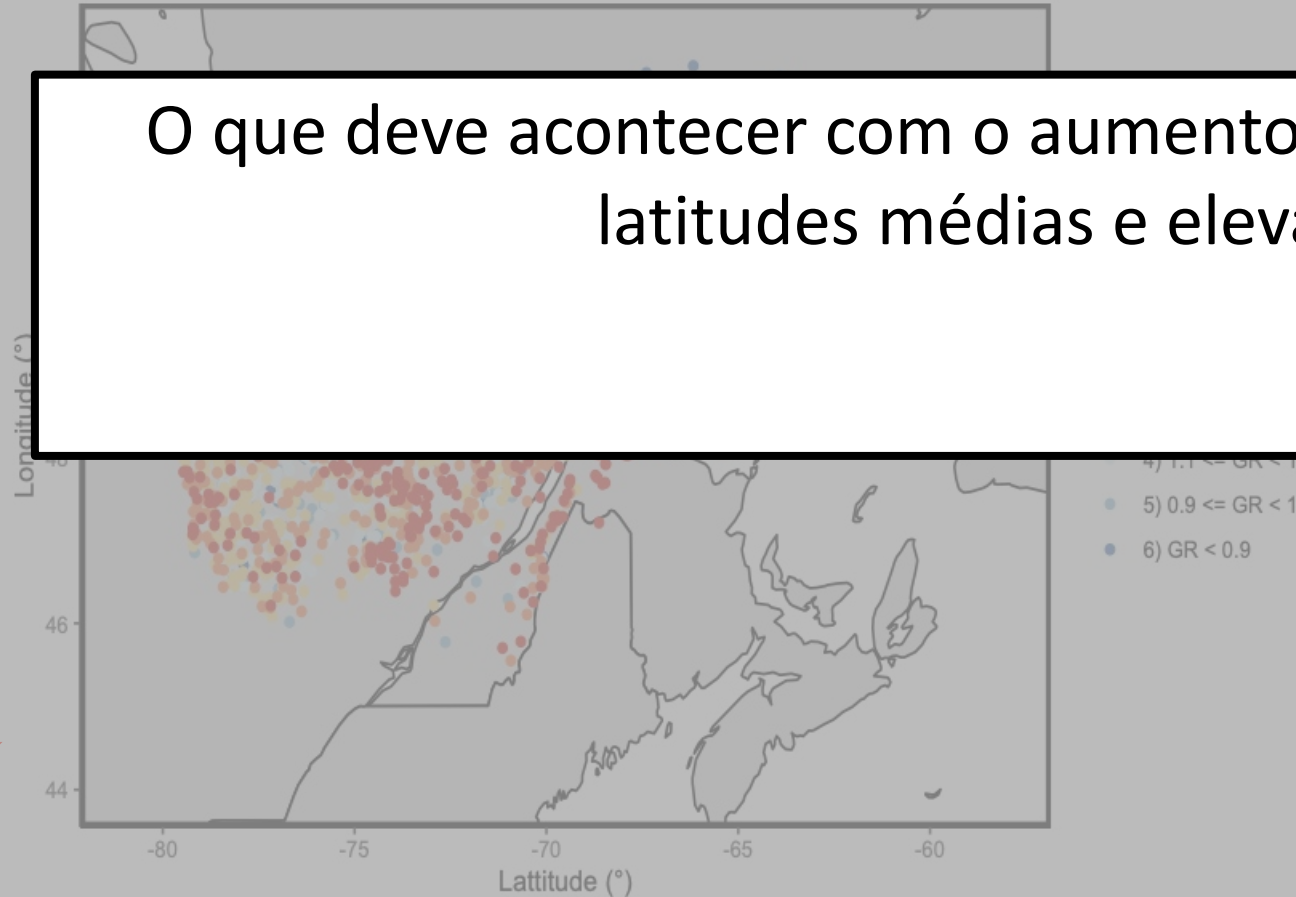 O que deve acontecer com o aumento
latitudes médias e
Longitude (°)
5) 0.9 <= GR < 1
6) GR < 0.9
46
44
-80
-75
-70
-65
-60
Lattitude (°)